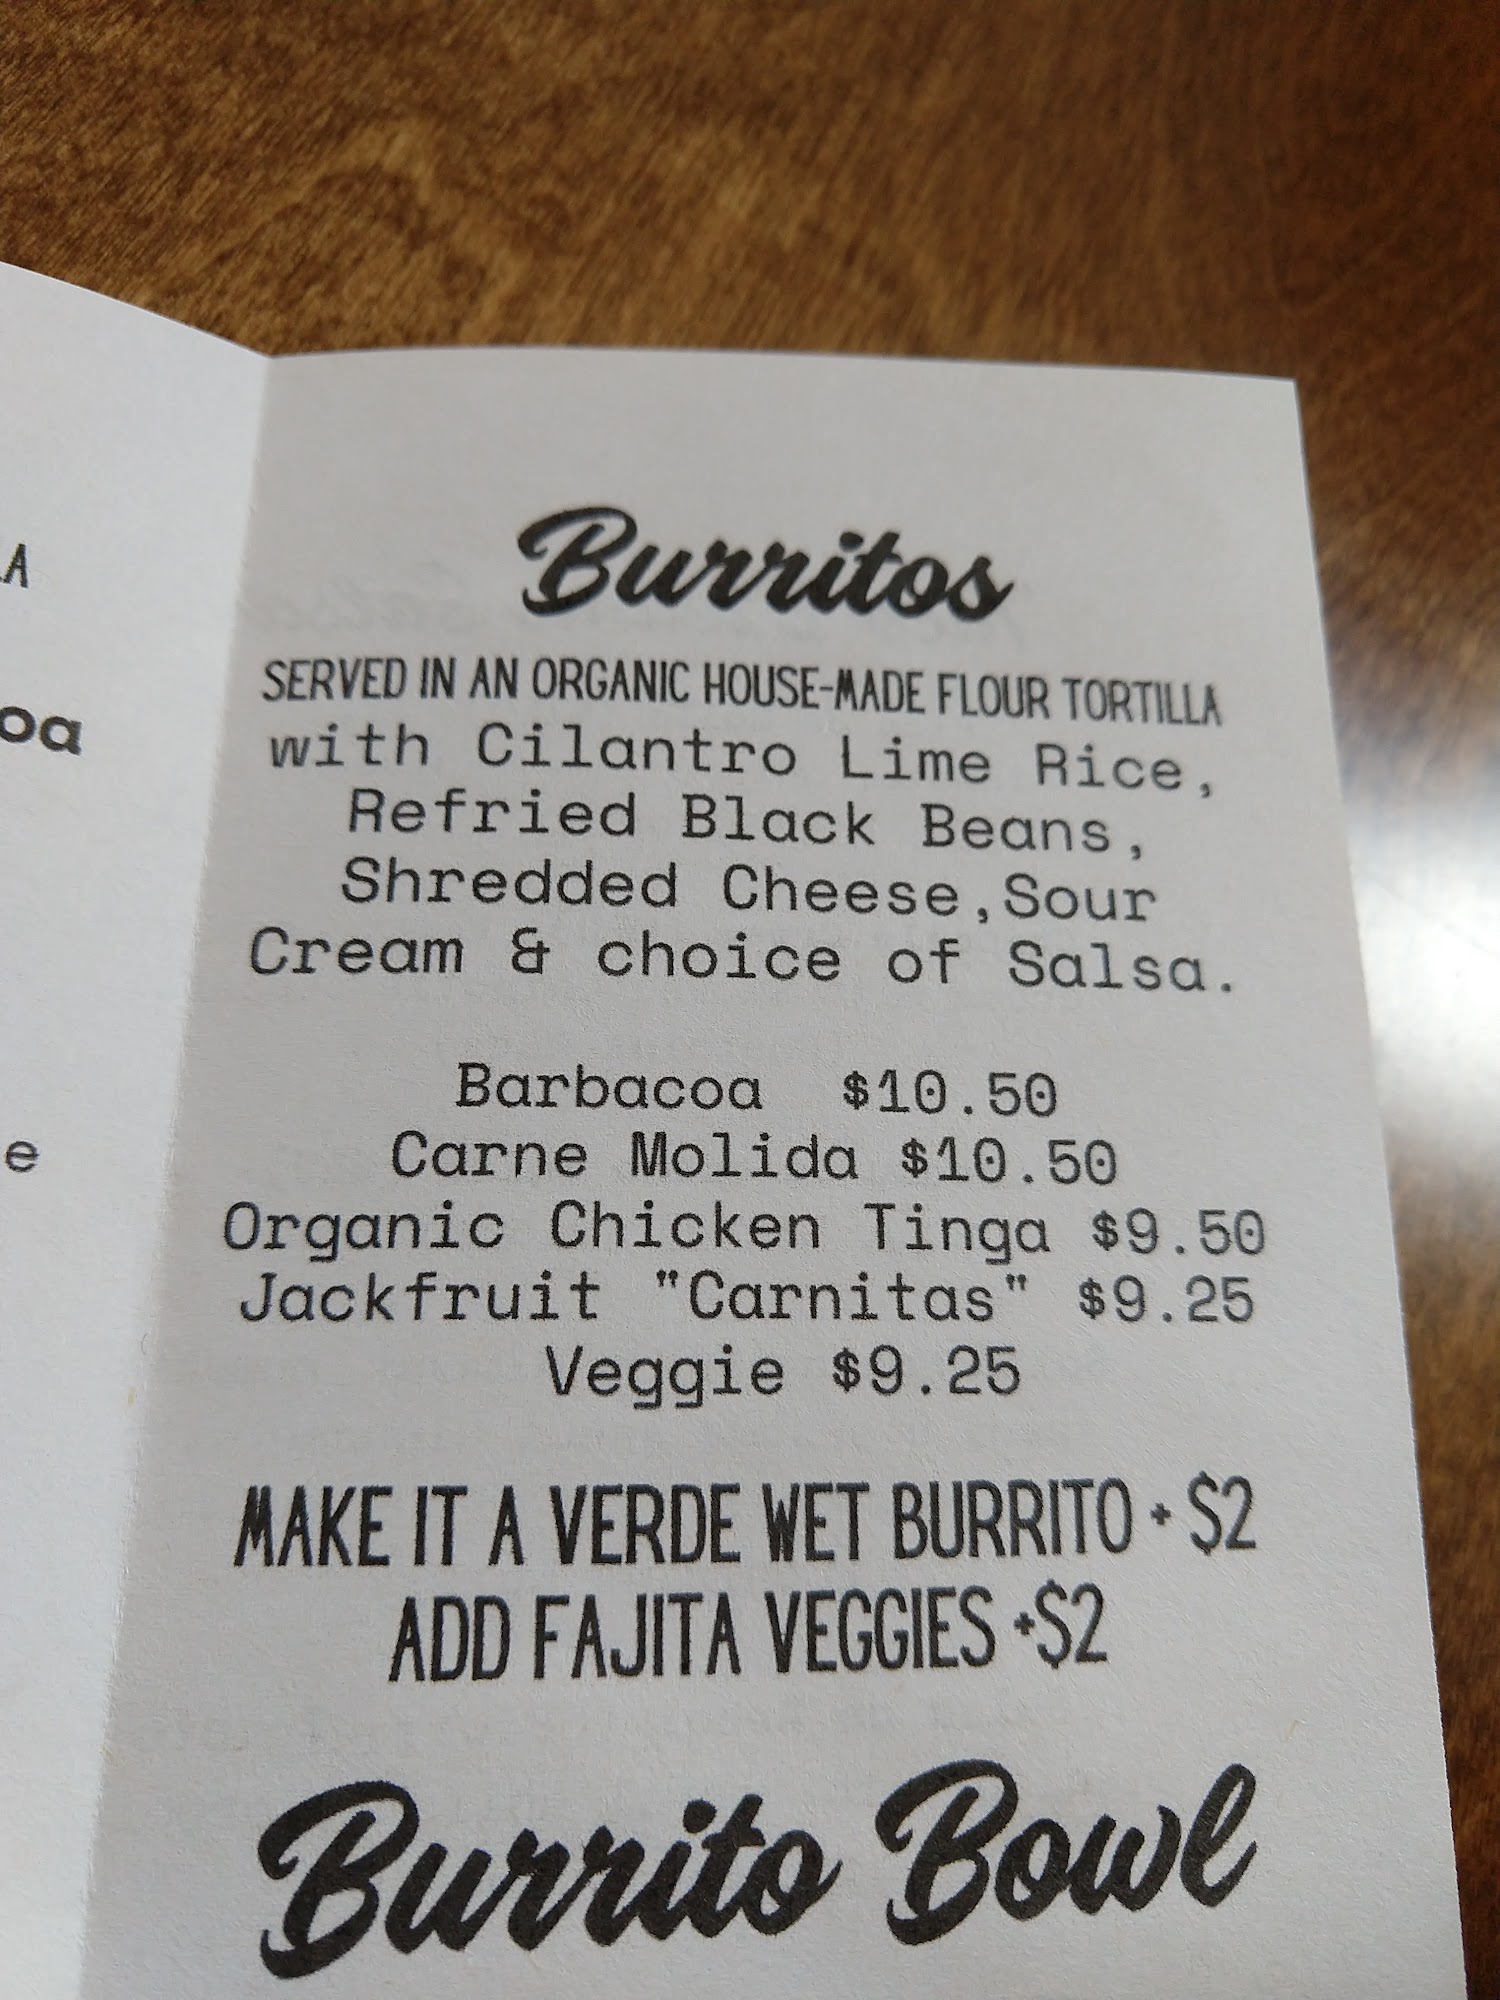 Burritos
SERVED IN AN ORGANIC HOUSE-MADE FLOUR TORTILLA
with Cilantro Lime Rice,
Refried Black Beans,
Shredded Cheese,Sour
Cream & choice of Salsa.
Barbacoa $10.50
Carne Molida $10.50
Organic Chicken Tinga $9.50
Jackfruit "Carnitas" $9.25
Veggie $9.25
MAKE IT A VERDE WET BURRITO + $2
ADD FAJITA VEGGIES +$2
Burrito Bowl